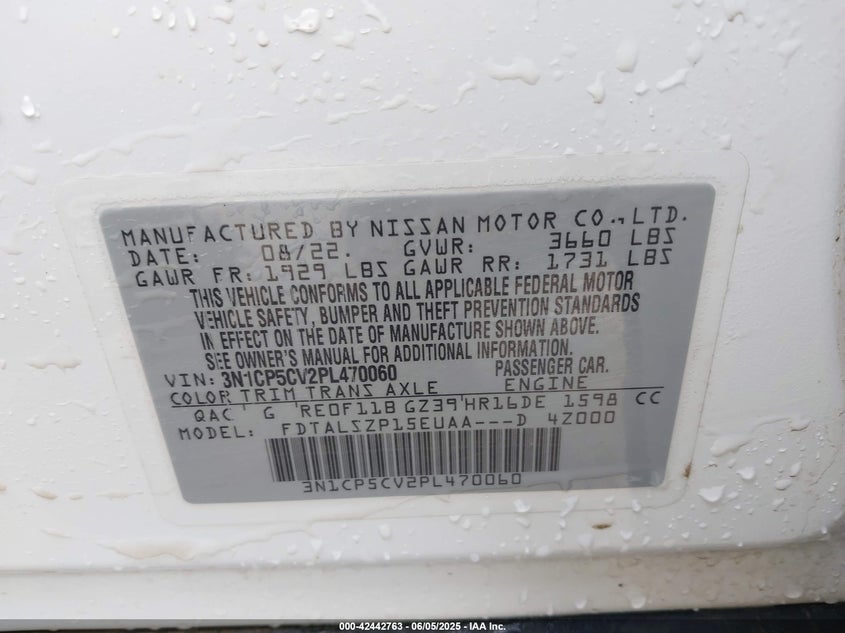 MANUFACTURED BY NISSAN MOTOR CO., LTD.
DATE: 08/22. GVWR: 3660 LBS
GAWR FR: 1929 LBS GAWR RR: 1731 LBS
THIS VEHICLE CONFORMS TO ALL APPLICABLE FEDERAL MOTOR
VEHICLE SAFETY, BUMPER AND THEFT PREVENTION STANDARDS
IN EFFECT ON THE DATE OF MANUFACTURE SHOWN ABOVE.
SEE OWNER'S MANUAL FOR ADDITIONAL INFORMATION.
VIN: 3N1CP5CV2PL470060 PASSENGER CAR.
COLOR TRIM TRANS AXLE ENGINE
QAC G RE0F11B GZ39 HR16DE 1598 CC
MODEL: FDTALSZP15EUAA---D 4Z000
3N1CP5CV2PL470060
000-42442763 - 06/05/2025 - IAA Inc.